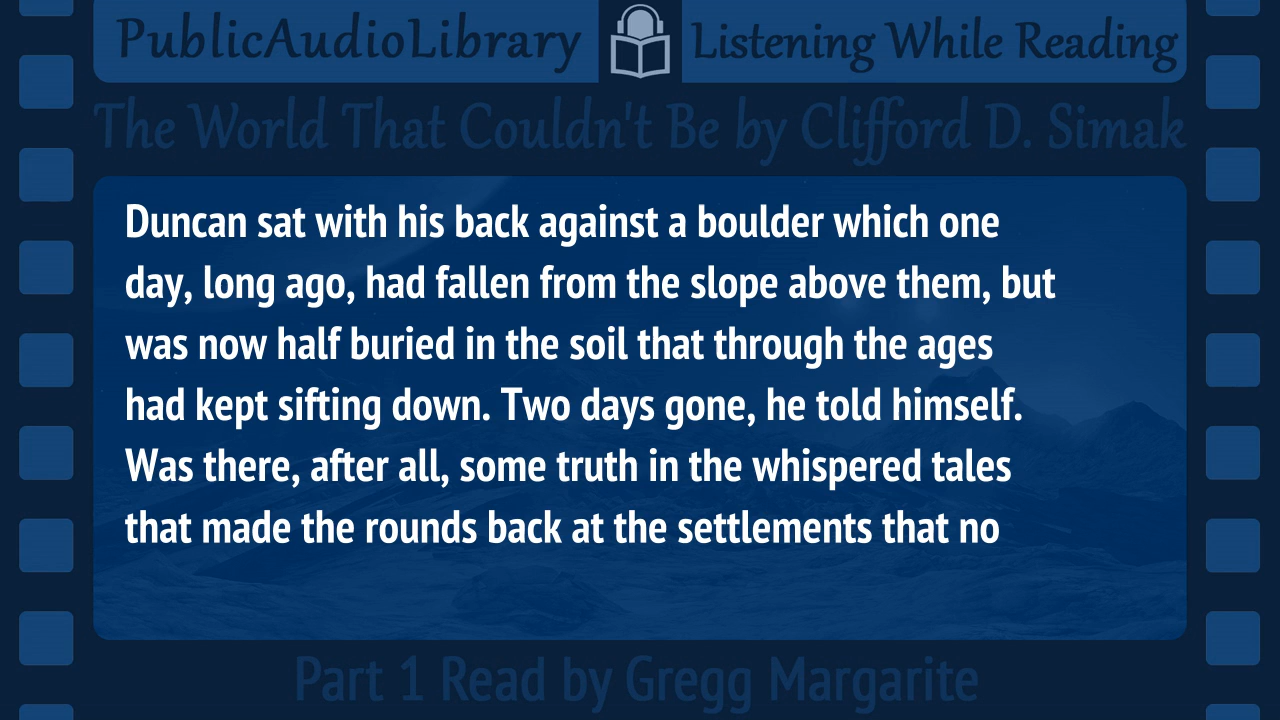 PublicAudioLibrary Listening While Reading
The World That Couldn't Be by Clifford D. Simak
Duncan sat with his back against a boulder which one
day, long ago, had fallen from the slope above them, but
was now half buried in the soil that through the ages
had kept sifting down. Two days gone, he told himself.
Was there, after all, some truth in the whispered tales
that made the rounds back at the settlements that no
Part 1 Read by Gregg Margarite